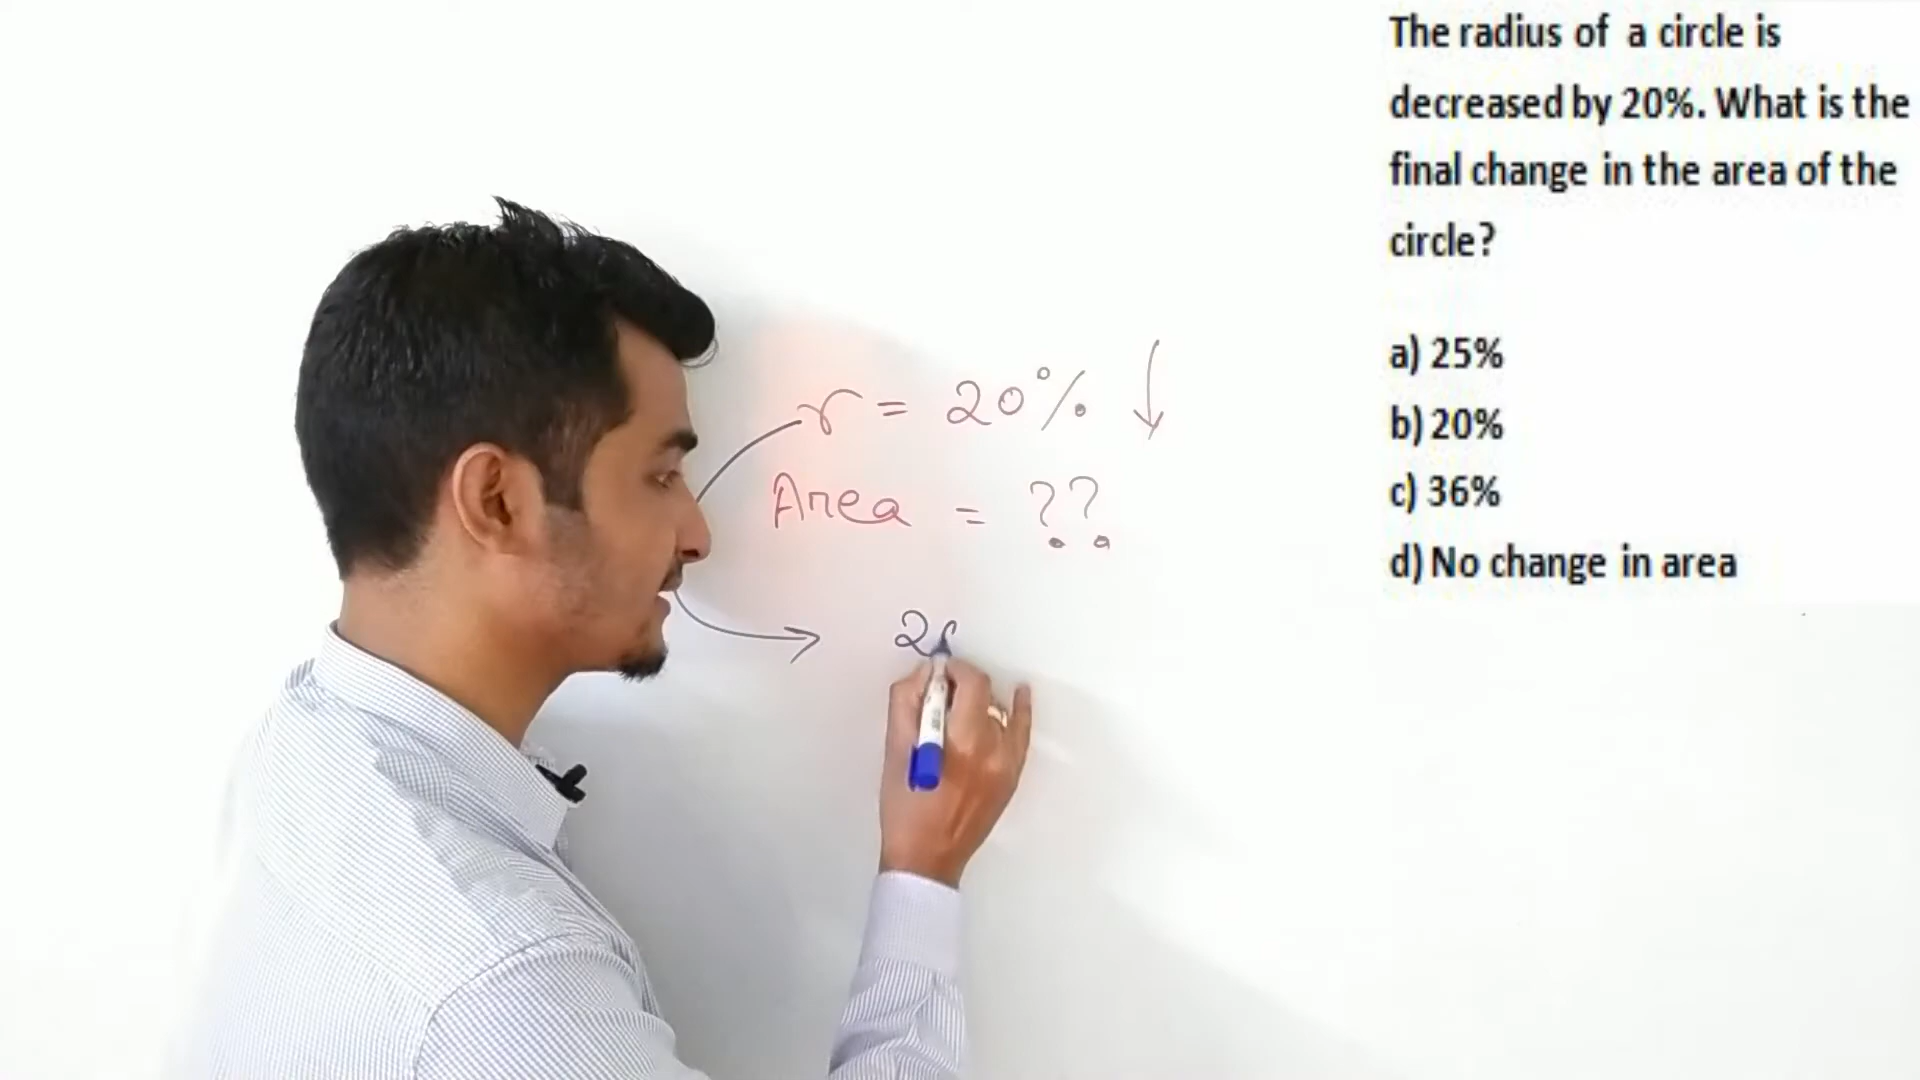 The radius of a circle is
decreased by 20%. What is the
final change in the area of the
circle?
a) 25%
b) 20%
c) 36%
d) No change in area
r = 20% ↓
Area = ??
→ 20